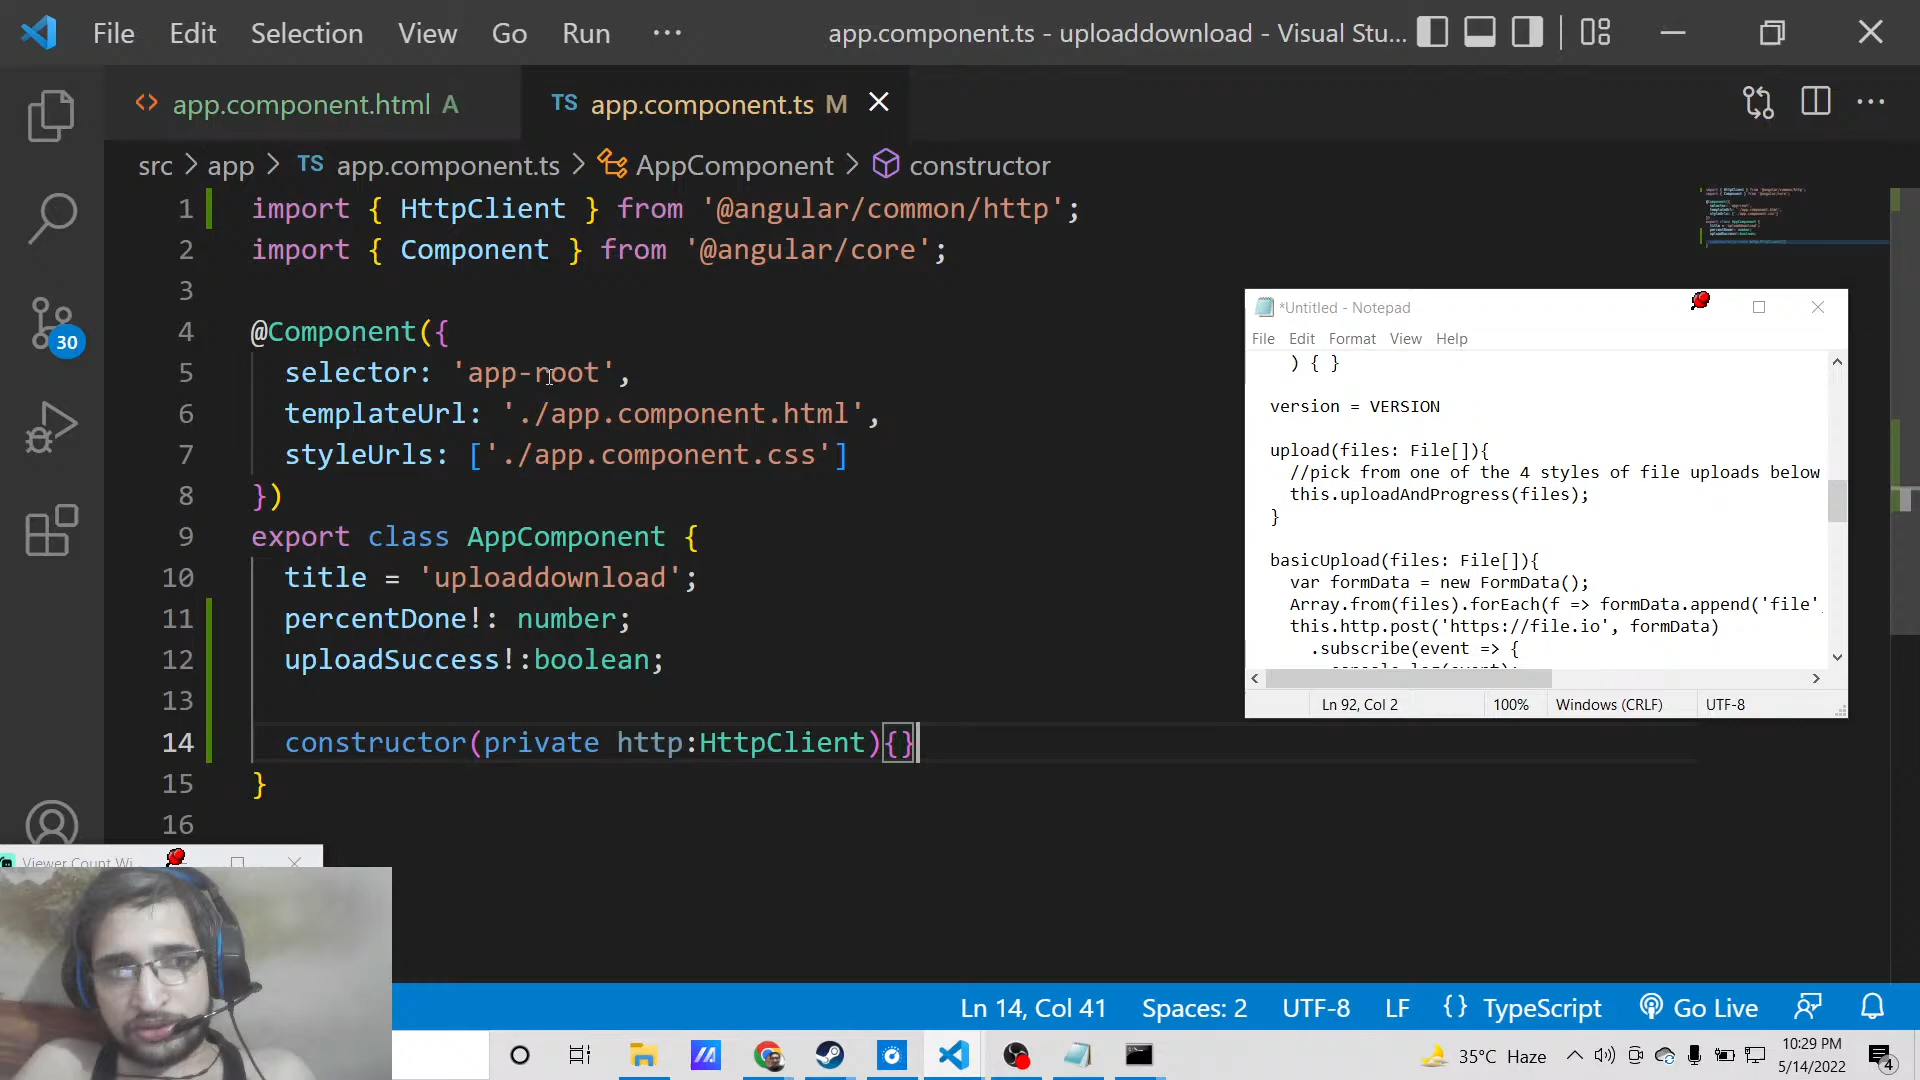 File Edit Selection View Go Run ···
app.component.ts - uploaddownload - Visual Stu...
app.component.html A
TS app.component.ts M
src > app > TS app.component.ts > AppComponent > constructor
1 import { HttpClient } from '@angular/common/http';
2 import { Component } from '@angular/core';
3
4 @Component({
5 selector: 'app-root',
6 templateUrl: './app.component.html',
7 styleUrls: ['./app.component.css']
8 })
9 export class AppComponent {
10 title = 'uploaddownload';
11 percentDone!: number;
12 uploadSuccess!:boolean;
13
14 constructor(private http:HttpClient){}
15 }
16
30
*Untitled - Notepad
File Edit Format View Help
) { }
version = VERSION
upload(files: File[]){
//pick from one of the 4 styles of file uploads below
this.uploadAndProgress(files);
}
basicUpload(files: File[]){
var formData = new FormData();
Array.from(files).forEach(f => formData.append('file'
this.http.post('https://file.io', formData)
.subscribe(event => {
console.log(event);
Ln 92, Col 2 100% Windows (CRLF) UTF-8
Viewer Count Wi...
Ln 14, Col 41 Spaces: 2 UTF-8 LF {} TypeScript Go Live
35°C Haze
10:29 PM
5/14/2022
4